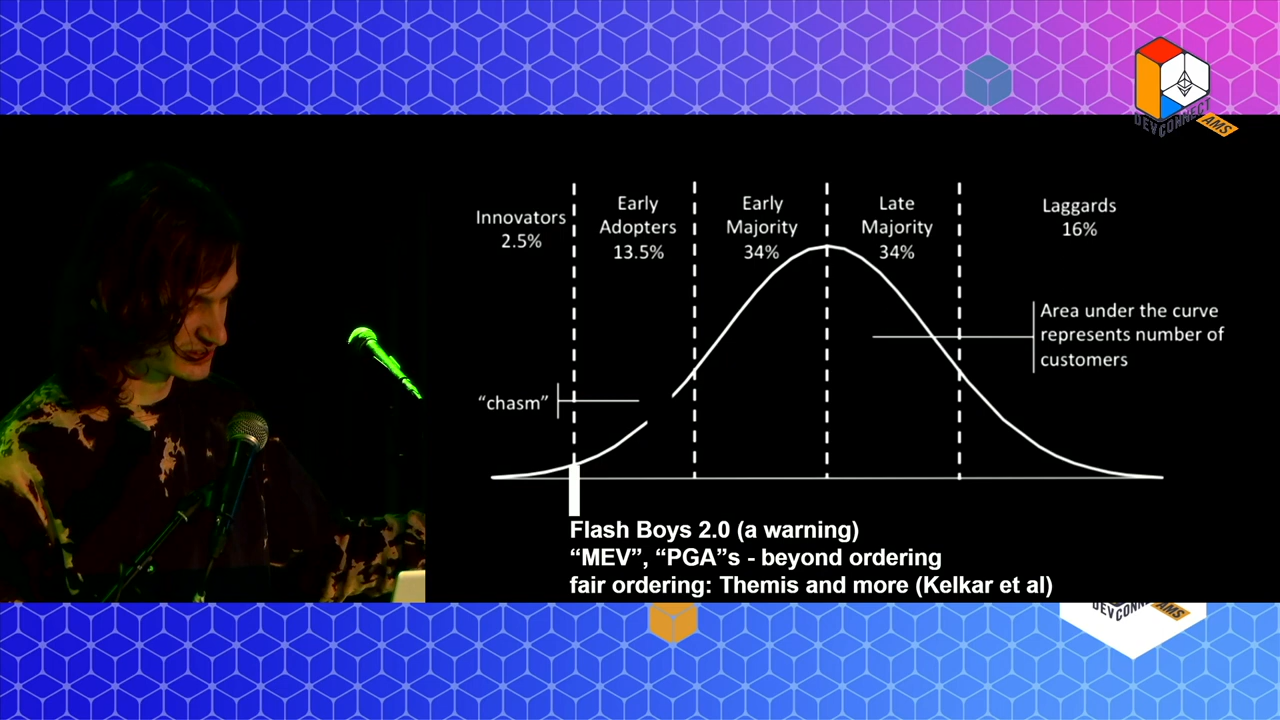 DEVCONNECT
AMS
Innovators
2.5%
Early
Adopters
13.5%
Early
Majority
34%
Late
Majority
34%
Laggards
16%
Area under the curve
represents number of
customers
“chasm”
Flash Boys 2.0 (a warning)
“MEV”, “PGA”s - beyond ordering
fair ordering: Themis and more (Kelkar et al)
AMS